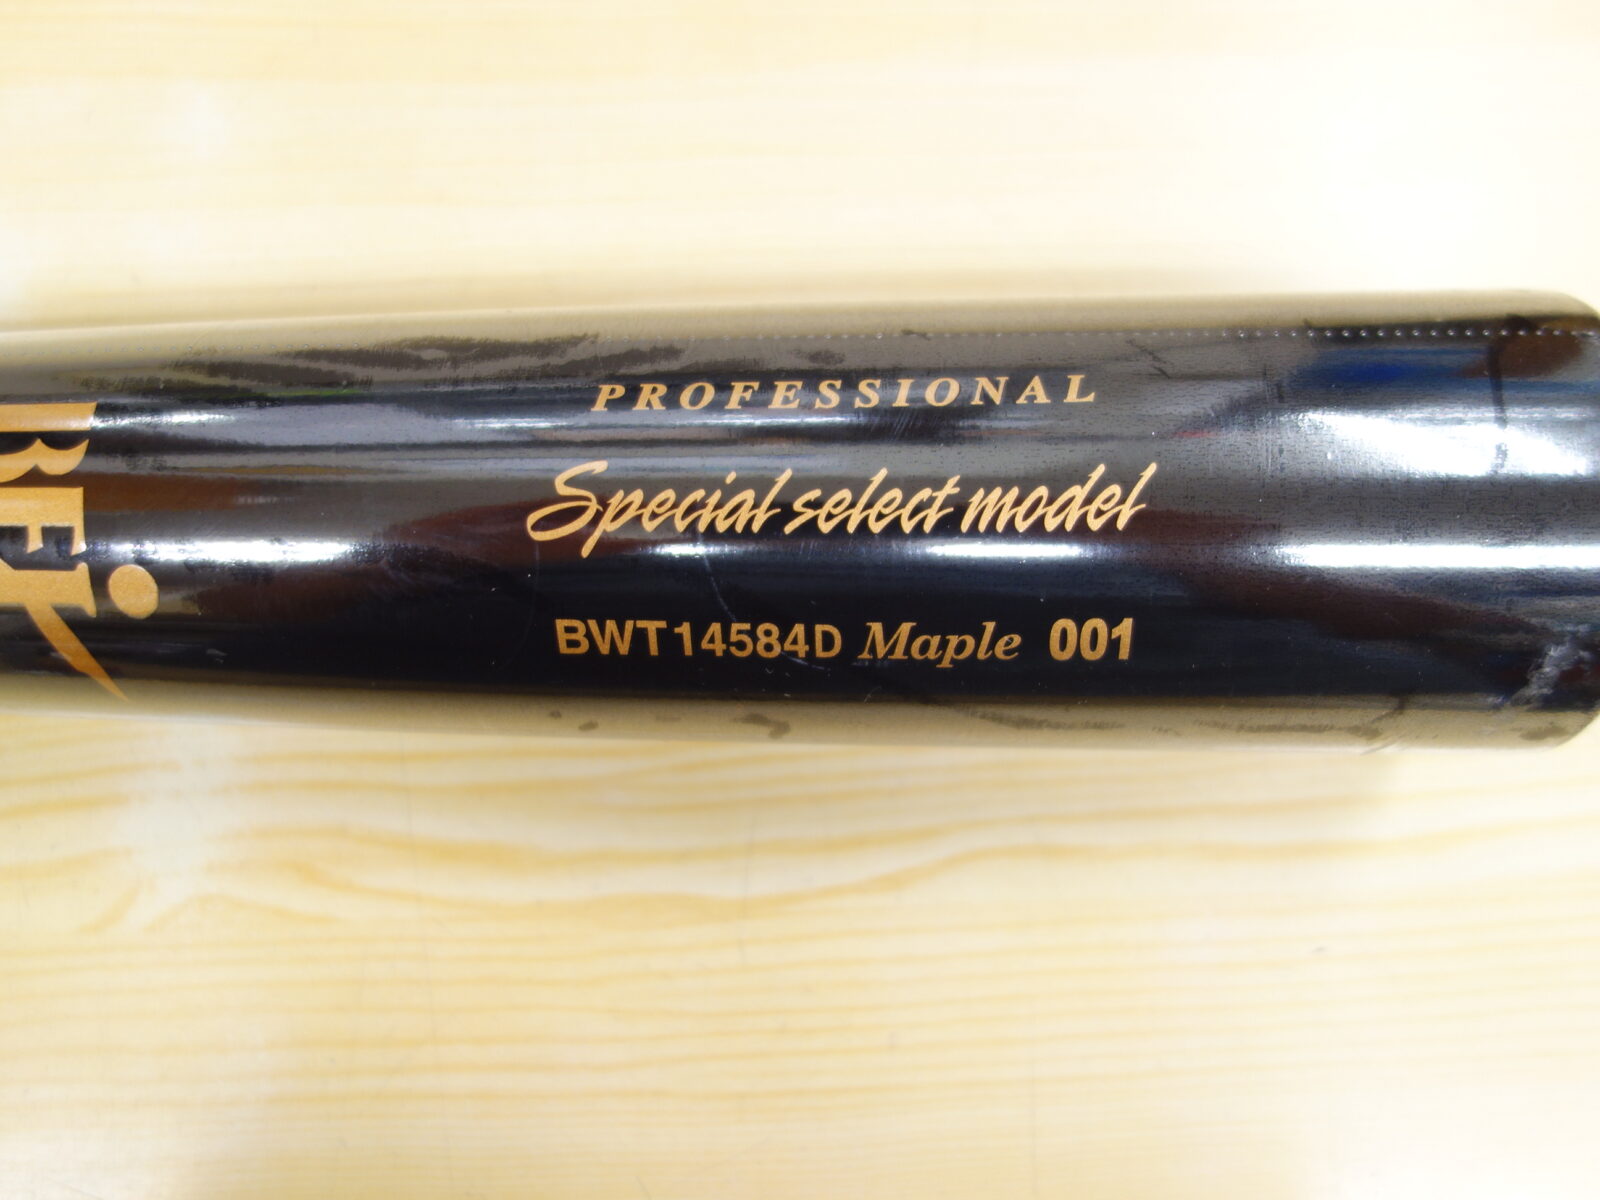 PROFESSIONAL
Special select model
BWT14584D Maple 001